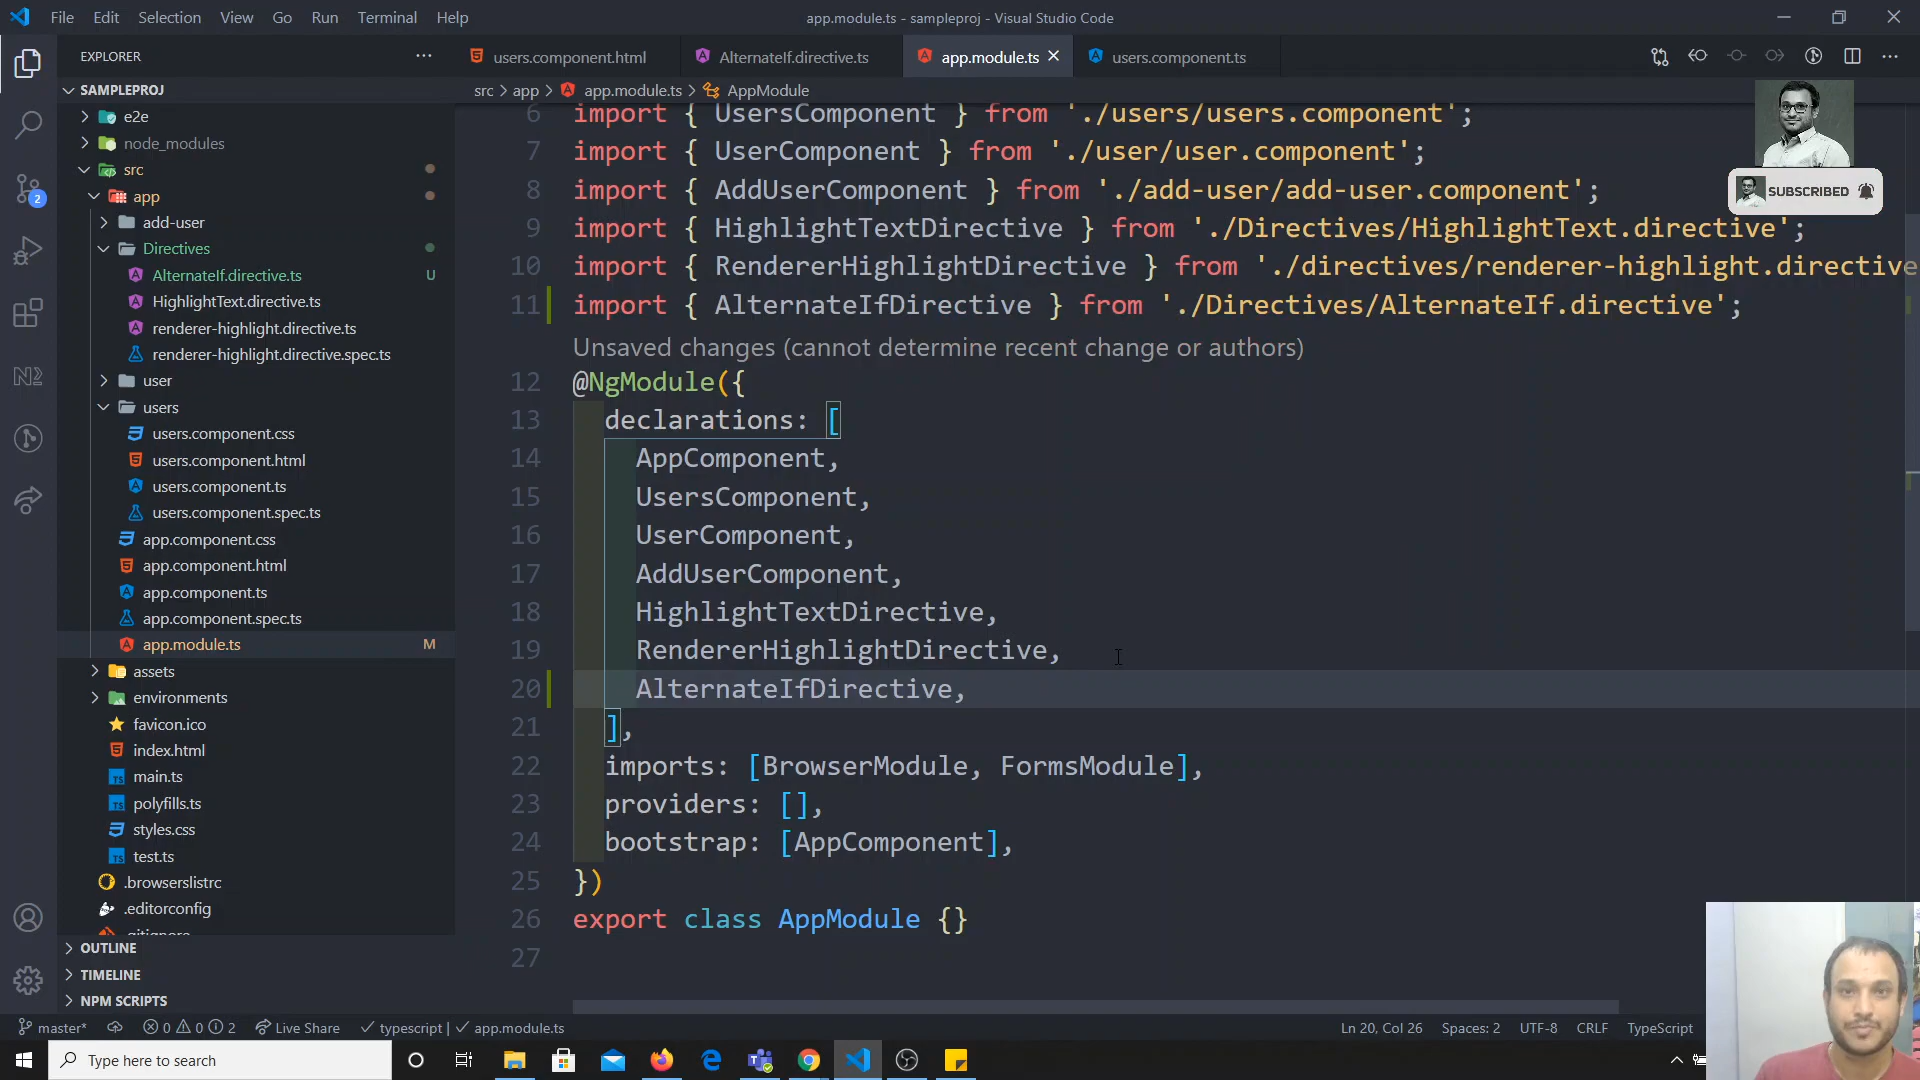 File Edit Selection View Go Run Terminal Help
app.module.ts - sampleproj - Visual Studio Code
EXPLORER
users.component.html
AlternateIf.directive.ts
app.module.ts
users.component.ts
SAMPLEPROJ
src > app > app.module.ts > AppModule
e2e
node_modules
src
app
add-user
Directives
AlternateIf.directive.ts U
HighlightText.directive.ts
renderer-highlight.directive.ts
renderer-highlight.directive.spec.ts
user
users
users.component.css
users.component.html
users.component.ts
users.component.spec.ts
app.component.css
app.component.html
app.component.ts
app.component.spec.ts
app.module.ts M
assets
environments
favicon.ico
index.html
main.ts
polyfills.ts
styles.css
test.ts
.browserslistrc
.editorconfig
.gitignore
OUTLINE
TIMELINE
NPM SCRIPTS
2
6 import { UsersComponent } from './users/users.component';
7 import { UserComponent } from './user/user.component';
8 import { AddUserComponent } from './add-user/add-user.component';
9 import { HighlightTextDirective } from './Directives/HighlightText.directive';
10 import { RendererHighlightDirective } from './directives/renderer-highlight.directive
11 import { AlternateIfDirective } from './Directives/AlternateIf.directive';
Unsaved changes (cannot determine recent change or authors)
12 @NgModule({
13 declarations: [
14 AppComponent,
15 UsersComponent,
16 UserComponent,
17 AddUserComponent,
18 HighlightTextDirective,
19 RendererHighlightDirective,
20 AlternateIfDirective,
21 ],
22 imports: [BrowserModule, FormsModule],
23 providers: [],
24 bootstrap: [AppComponent],
25 })
26 export class AppModule {}
27
SUBSCRIBED
master* 0 0 2 Live Share typescript | app.module.ts
Ln 20, Col 26 Spaces: 2 UTF-8 CRLF TypeScript
Type here to search